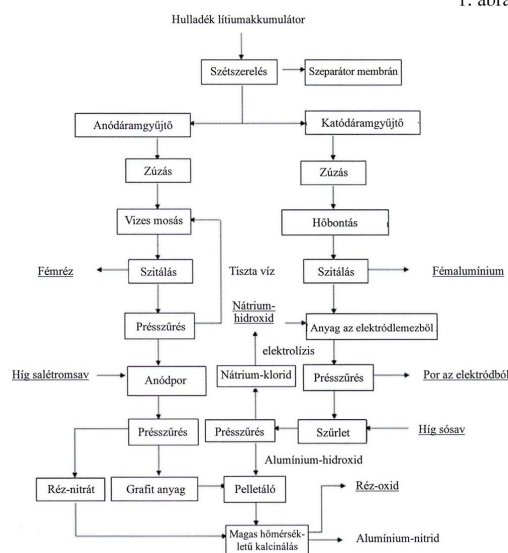 1. ábra
Hulladék lítiumakkumulátor
Szétszerelés
Szeparátor membrán
Anódáramgyűjtő
Katódáramgyűjtő
Zúzás
Zúzás
Vizes mosás
Hőbontás
Fémréz
Szitálás
Tiszta víz
Szitálás
Fémalumínium
Nátrium-
hidroxid
Présszűrés
Anyag az elektródlemezből
elektrolízis
Híg salétromsav
Anódpor
Nátrium-klorid
Présszűrés
Por az elektródból
Présszűrés
Présszűrés
Szűrlet
Híg sósav
Alumínium-hidroxid
Réz-nitrát
Grafit anyag
Pelletáló
Réz-oxid
Magas hőmérsék-
letű kalcinálás
Alumínium-nitrid